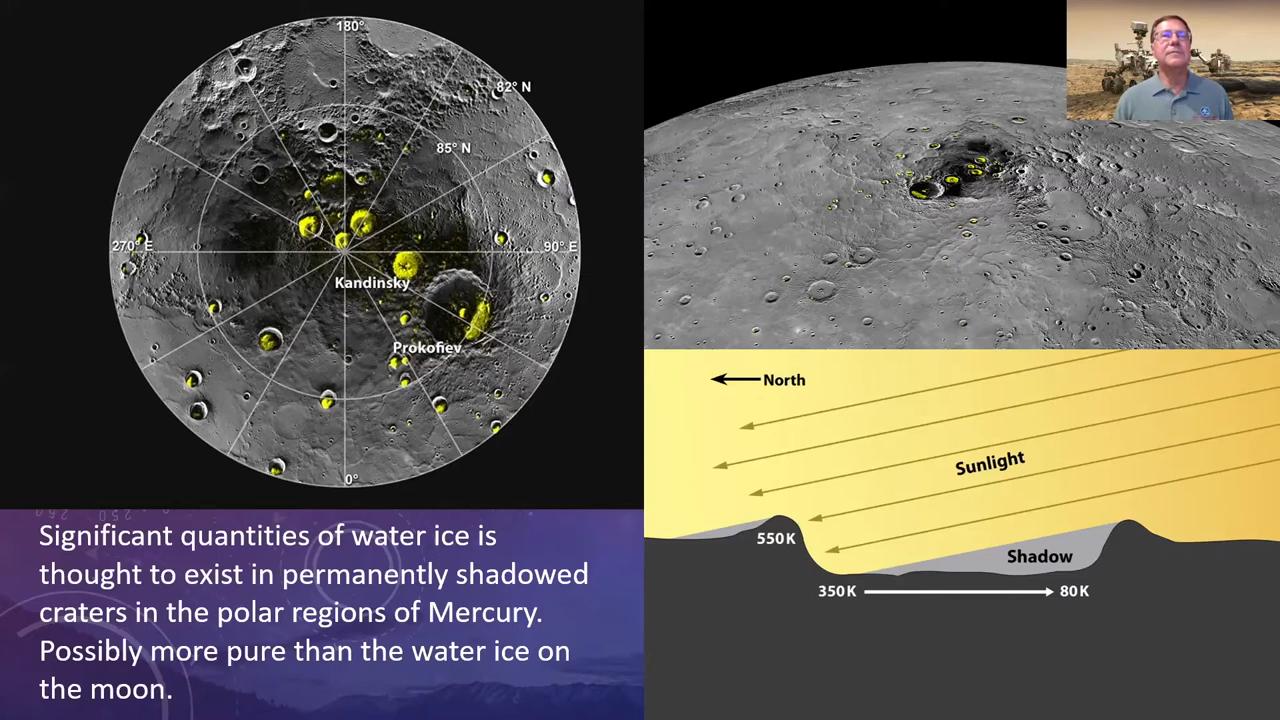 180°
82° N
85° N
270° E
90° E
Kandinsky
Prokofiev
0°
North
Sunlight
550K
Shadow
350K
80K
Significant quantities of water ice is
thought to exist in permanently shadowed
craters in the polar regions of Mercury.
Possibly more pure than the water ice on
the moon.